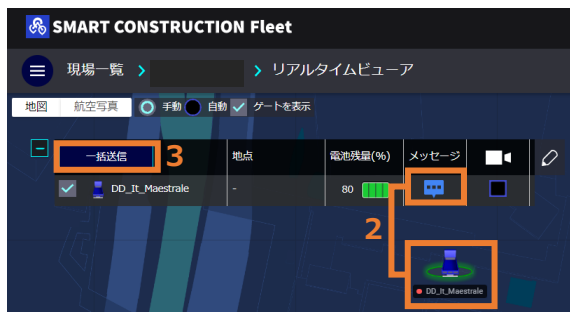 SMART CONSTRUCTION Fleet
現場一覧 > > リアルタイムビューア
地図 航空写真 手動 自動 ゲートを表示
一括送信 3 地点 電池残量(%) メッセージ
DD_It_Maestrale - 80
2
DD_It_Maestrale